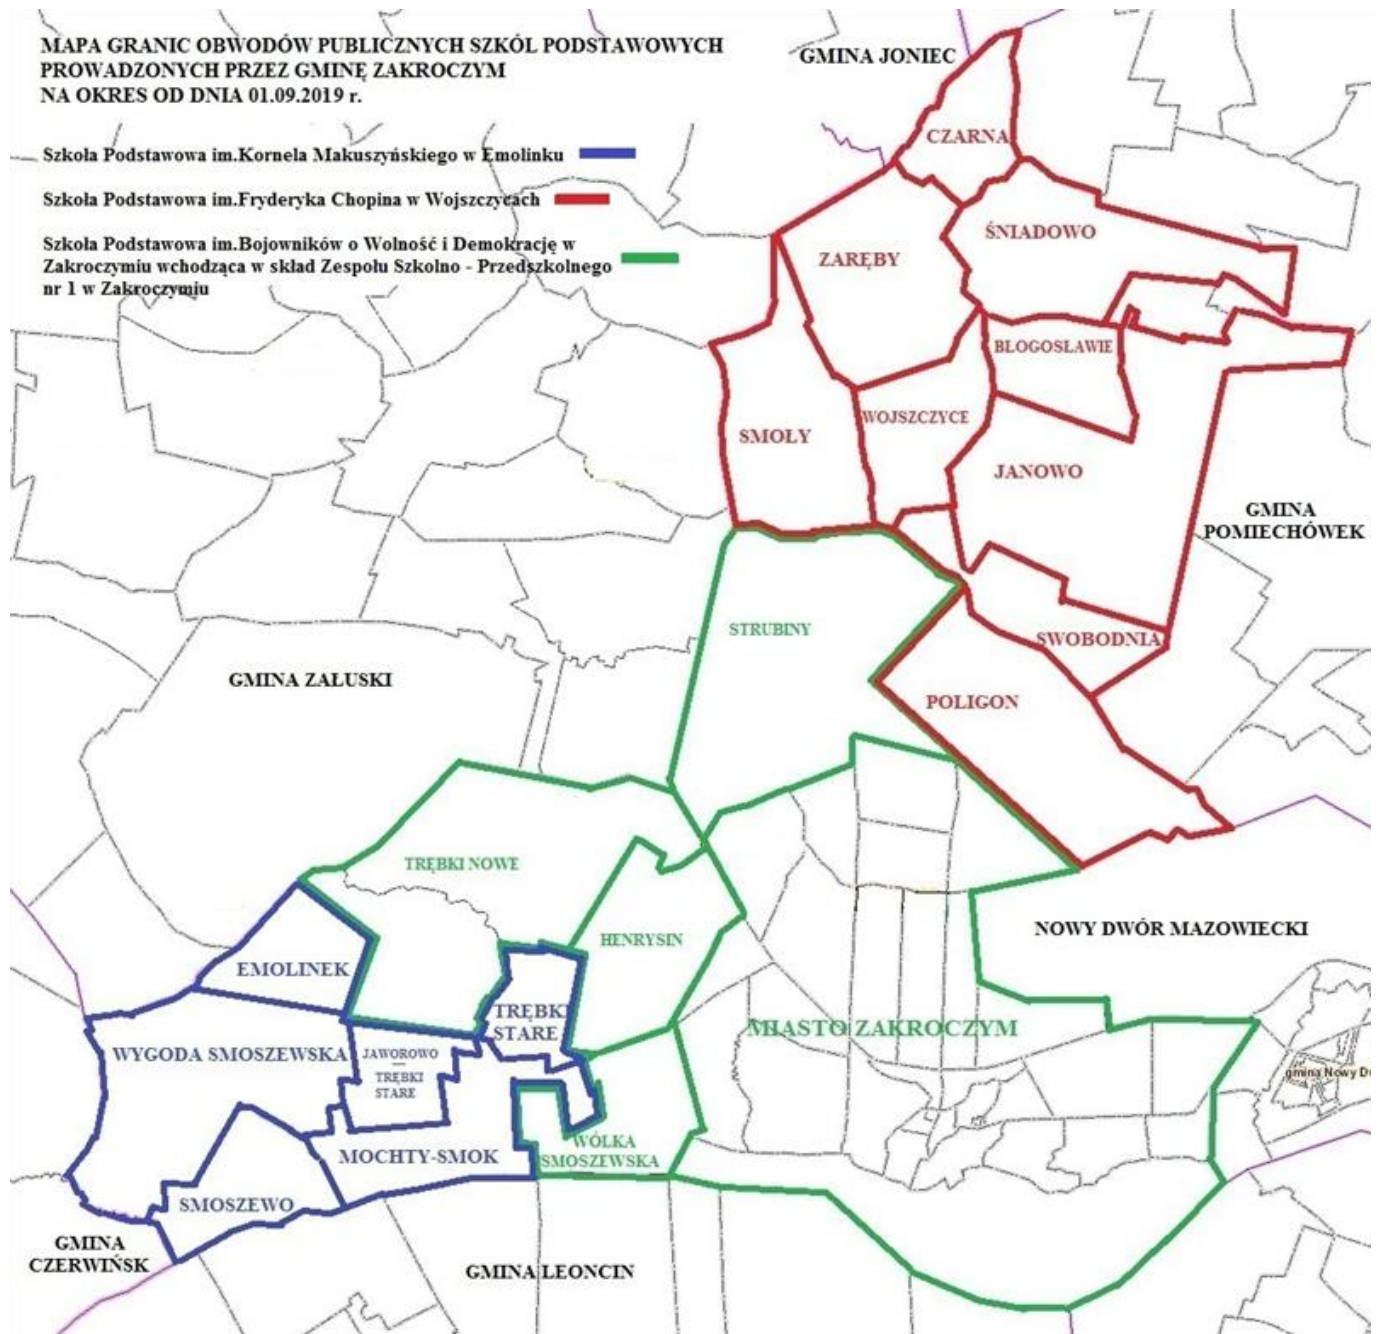 MAPA GRANIC OBWODÓW PUBLICZNYCH SZKÓL PODSTAWOWYCH
PROWADZONYCH PRZEZ GMINĘ ZAKROCZYM
NA OKRES OD DNIA 01.09.2019 r.
Szkoła Podstawowa im.Kornela Makuszyńskiego w Emolinku
Szkoła Podstawowa im.Fryderyka Chopina w Wojszczycach
Szkoła Podstawowa im.Bojowników o Wolność i Demokrację w
Zakroczymiu wchodząca w skład Zespołu Szkolno - Przedszkolnego
nr 1 w Zakroczymiu
GMINA JONIEC
CZARNA
ŚNIADOWO
ZARĘBY
BŁOGOSŁAWIE
WOJSZCZYCE
SMOŁY
JANOWO
GMINA
POMIECHÓWEK
STRUBINY
SWOBODNIA
GMINA ZAŁUSKI
POLIGON
TRĘBKI NOWE
HENRYSIN
NOWY DWÓR MAZOWIECKI
EMOLINEK
TRĘBKI
STARE
MIASTO ZAKROCZYM
WYGODA SMOSZEWSKA
JAWOROWO
—
TRĘBKI
STARE
gmina Nowy D
WÓLKA
SMOSZEWSKA
MOCHTY-SMOK
SMOSZEWO
GMINA
CZERWIŃSK
GMINA LEONCIN